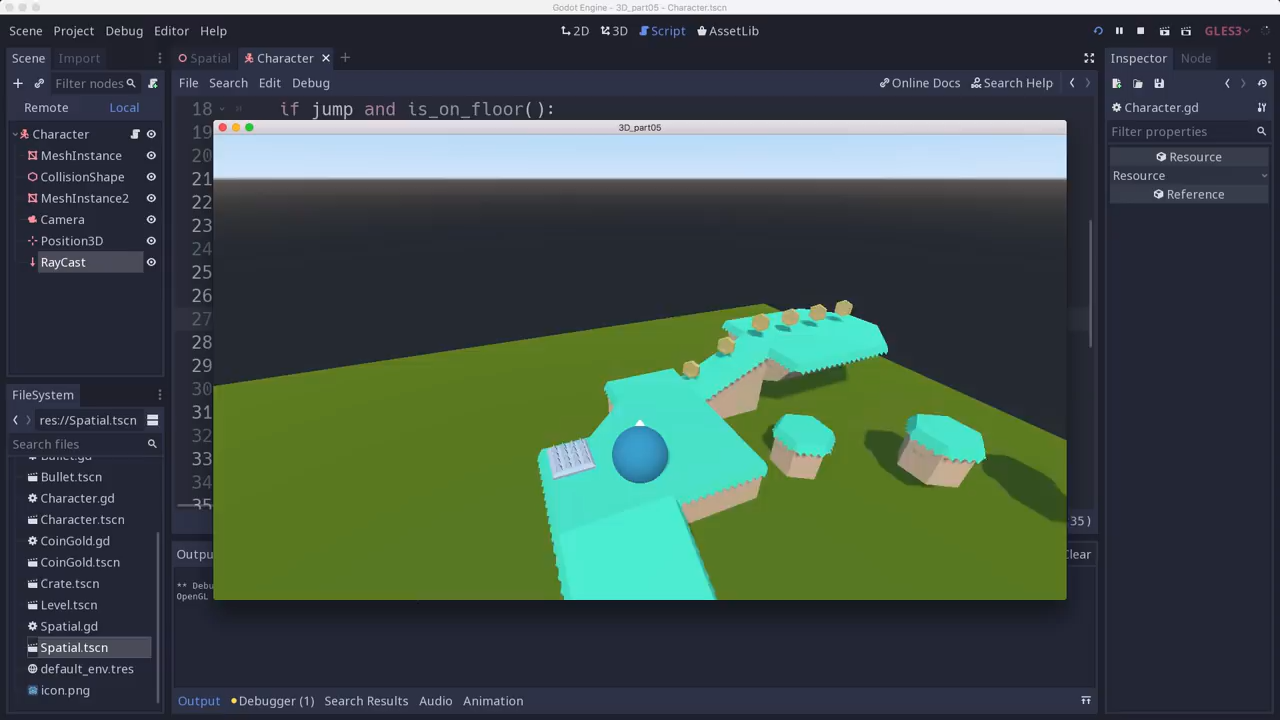 Godot Engine - 3D_part05 - Character.tscn
Scene Project Debug Editor Help
2D 3D Script AssetLib
GLES3
Scene Import
Filter nodes
Remote Local
Character
MeshInstance
CollisionShape
MeshInstance2
Camera
Position3D
RayCast
FileSystem
res://Spatial.tscn
Search files
Bullet.gd
Bullet.tscn
Character.gd
Character.tscn
CoinGold.gd
CoinGold.tscn
Crate.tscn
Level.tscn
Spatial.gd
Spatial.tscn
default_env.tres
icon.png
Spatial Character
File Search Edit Debug
Online Docs Search Help
18 if jump and is_on_floor():
19
20
21
22
23
24
25
26
27
28
29
30
31
32
33
34
35
3D_part05
35)
Output
Clear
** Debu
OpenGL
Output Debugger (1) Search Results Audio Animation
Inspector Node
Character.gd
Filter properties
Resource
Resource
Reference